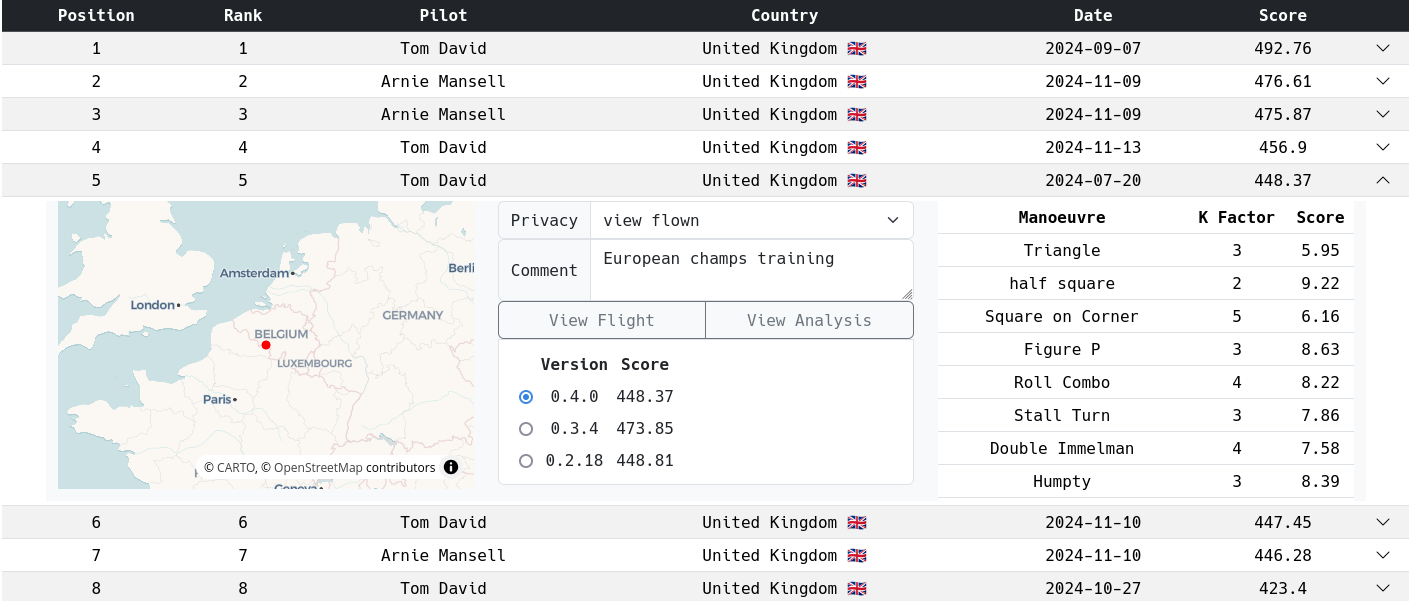 Position Rank Pilot Country Date Score
1 1 Tom David United Kingdom 🇬🇧 2024-09-07 492.76
2 2 Arnie Mansell United Kingdom 🇬🇧 2024-11-09 476.61
3 3 Arnie Mansell United Kingdom 🇬🇧 2024-11-09 475.87
4 4 Tom David United Kingdom 🇬🇧 2024-11-13 456.9
5 5 Tom David United Kingdom 🇬🇧 2024-07-20 448.37
Amsterdam
Berli
London
GERMANY
BELGIUM
LUXEMBOURG
Paris
© CARTO, © OpenStreetMap contributors
Geneva
Privacy view flown
Comment European champs training
View Flight View Analysis
Version Score
0.4.0 448.37
0.3.4 473.85
0.2.18 448.81
Manoeuvre K Factor Score
Triangle 3 5.95
half square 2 9.22
Square on Corner 5 6.16
Figure P 3 8.63
Roll Combo 4 8.22
Stall Turn 3 7.86
Double Immelman 4 7.58
Humpty 3 8.39
6 6 Tom David United Kingdom 🇬🇧 2024-11-10 447.45
7 7 Arnie Mansell United Kingdom 🇬🇧 2024-11-10 446.28
8 8 Tom David United Kingdom 🇬🇧 2024-10-27 423.4